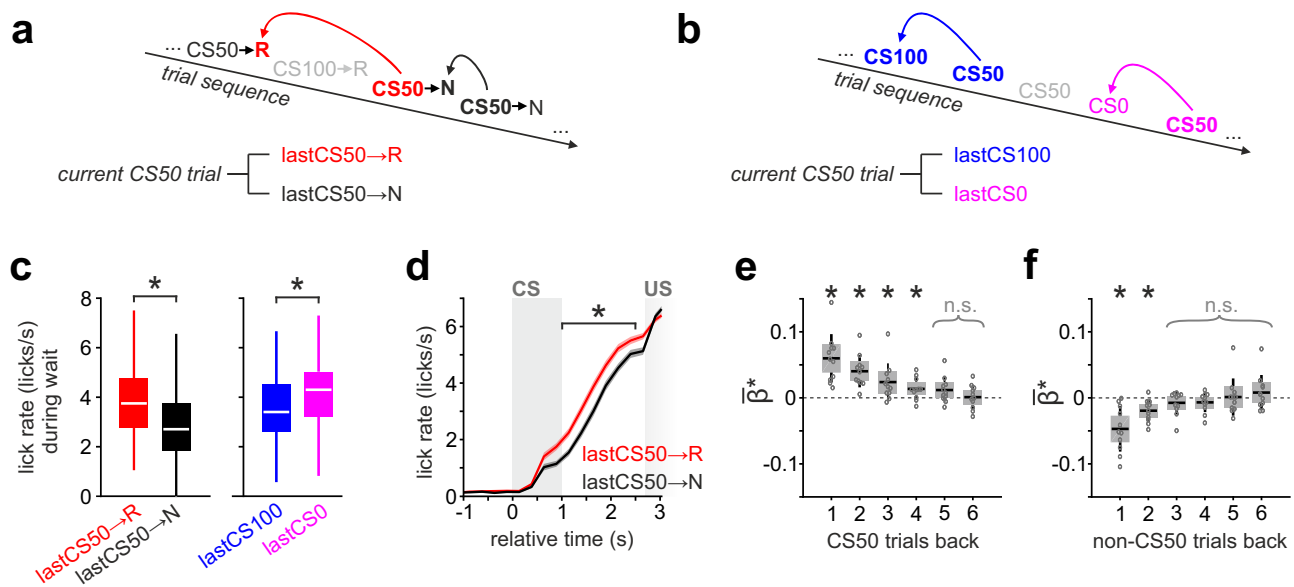 a
... CS50→R
CS100→R
CS50→N
CS50→N
trial sequence
...
current CS50 trial
lastCS50→R
lastCS50→N
b
...
CS100
CS50
CS50
CS0
CS50
trial sequence
...
current CS50 trial
lastCS100
lastCS0
c
lick rate (licks/s)
during wait
8
6
4
2
0
*
*
lastCS50→R
lastCS50→N
lastCS100
lastCS0
d
CS
US
*
lick rate (licks/s)
6
4
2
0
lastCS50→R
lastCS50→N
-1 0 1 2 3
relative time (s)
e
* * * *
n.s.
β̅*
0.1
0
-0.1
1 2 3 4 5 6
CS50 trials back
f
* *
n.s.
β̅*
0.1
0
-0.1
1 2 3 4 5 6
non-CS50 trials back